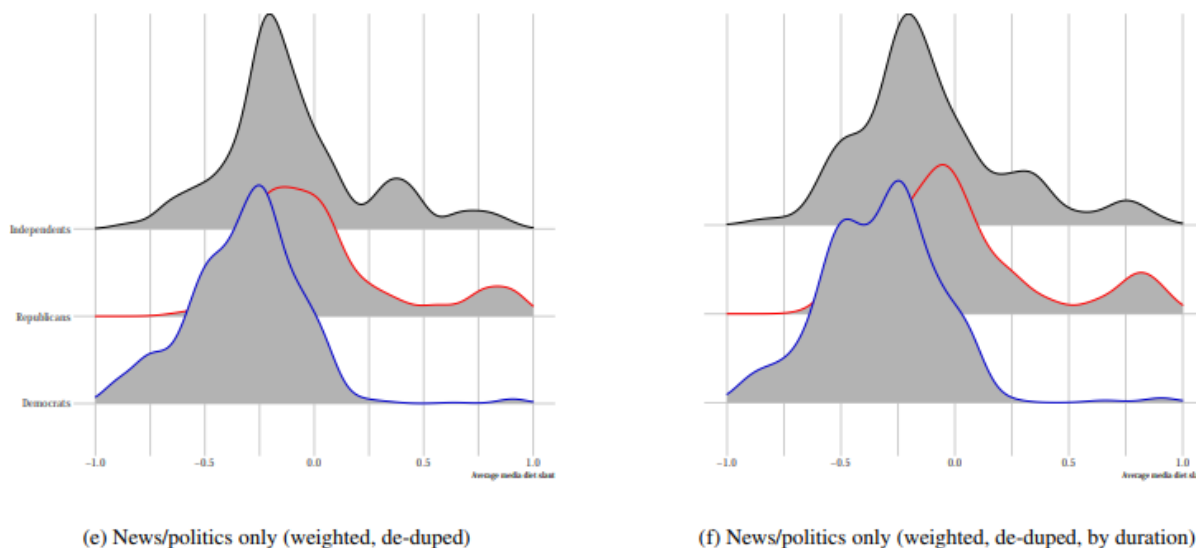 Independents
Republicans
Democrats
−1.0 −0.5 0.0 0.5 1.0
Average media diet slant
−1.0 −0.5 0.0 0.5 1.0
Average media diet sla
(e) News/politics only (weighted, de-duped)
(f) News/politics only (weighted, de-duped, by duration)